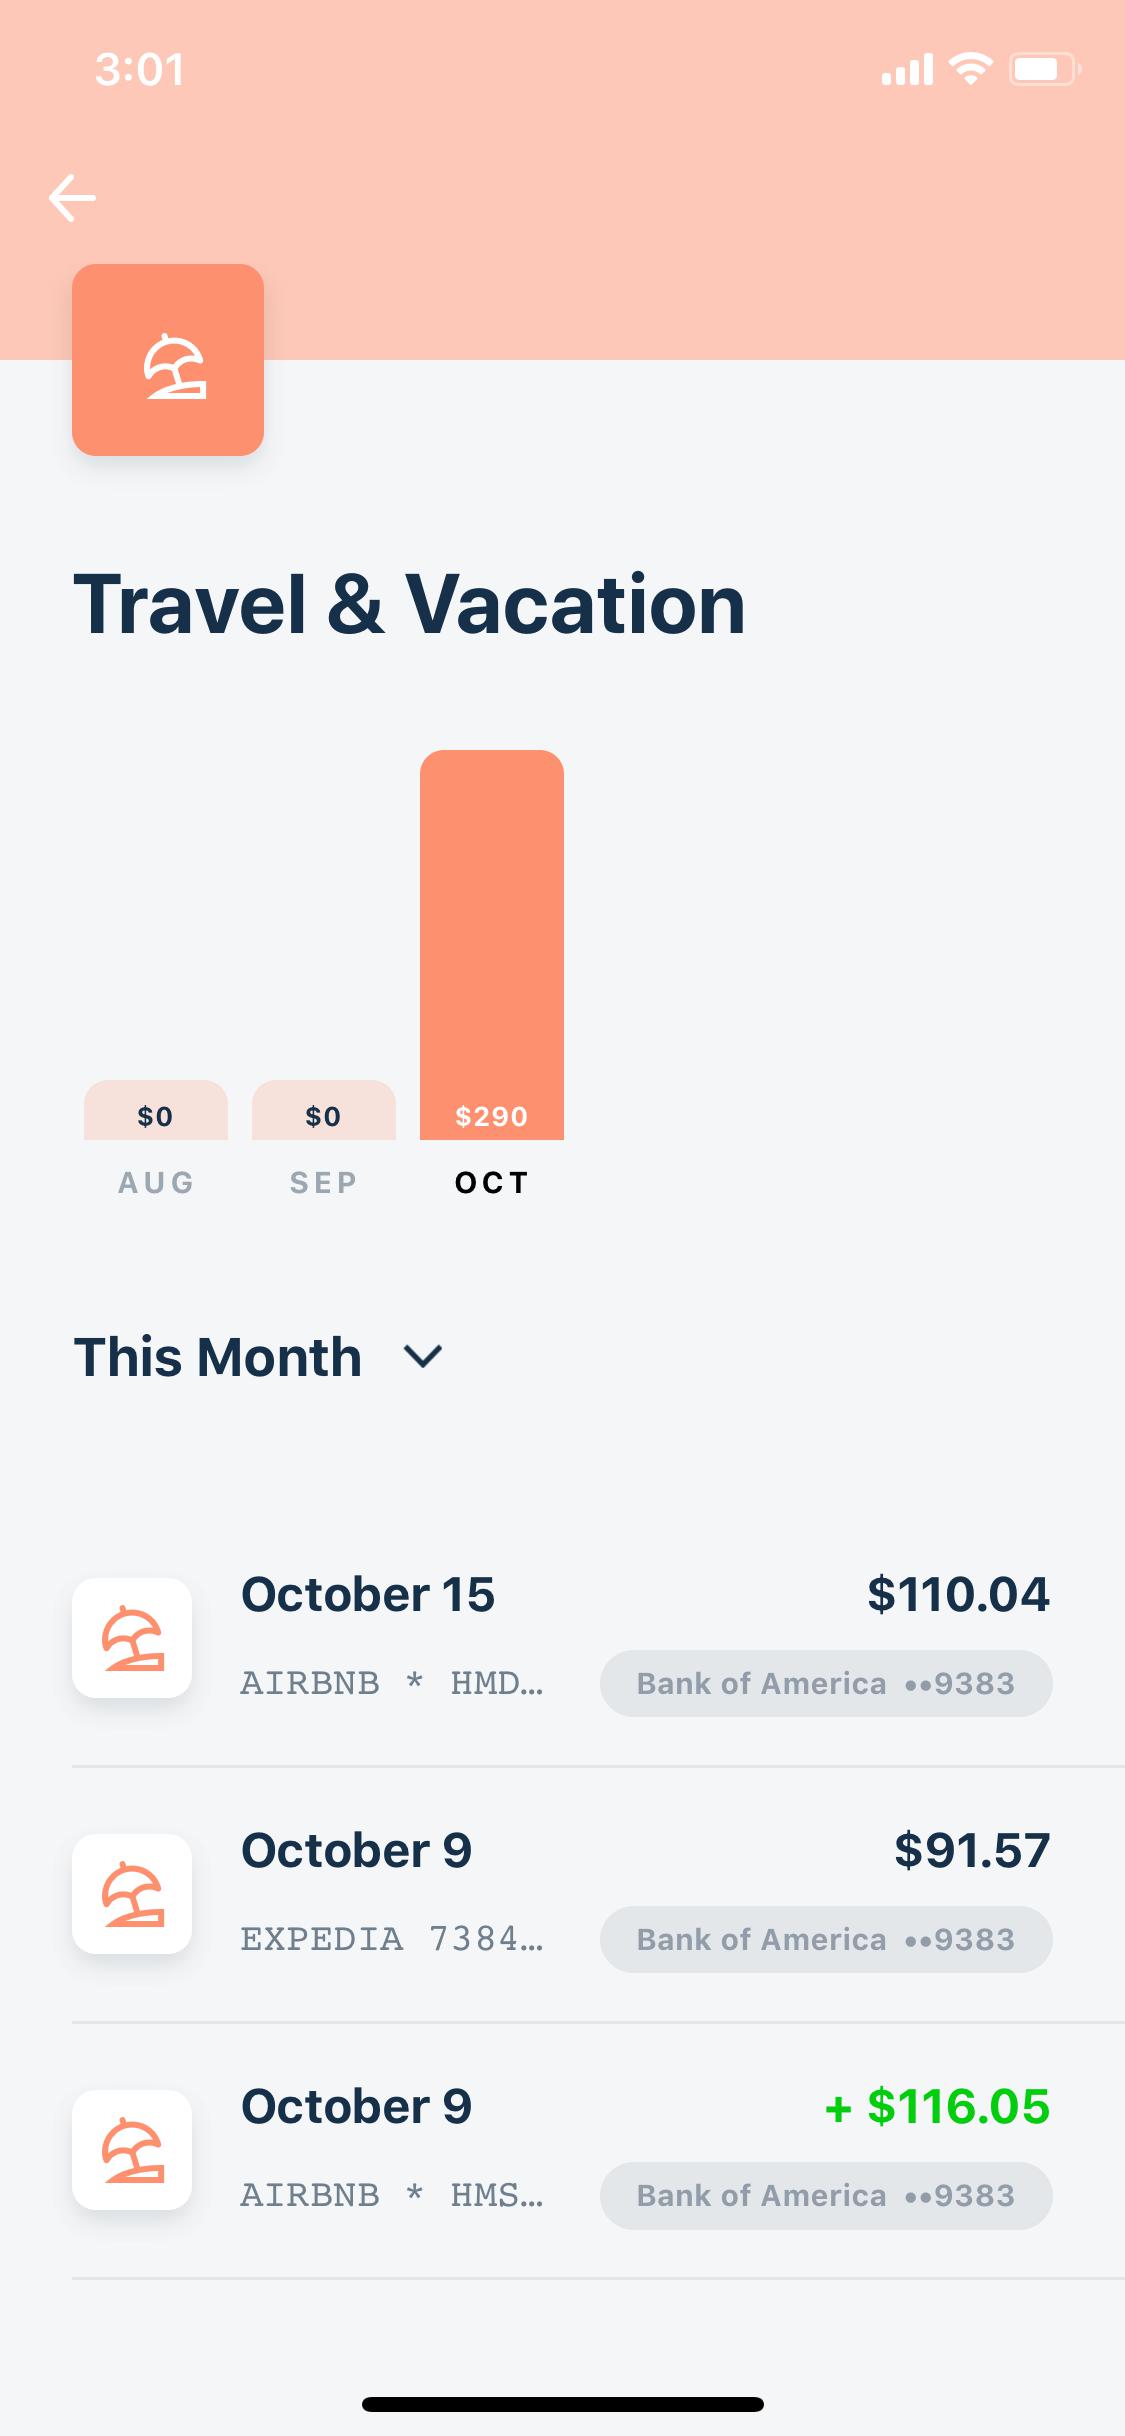 3:01
Travel & Vacation
$0 $0 $290
AUG SEP OCT
This Month
October 15 $110.04
AIRBNB * HMD… Bank of America ••9383
October 9 $91.57
EXPEDIA 7384… Bank of America ••9383
October 9 + $116.05
AIRBNB * HMS… Bank of America ••9383